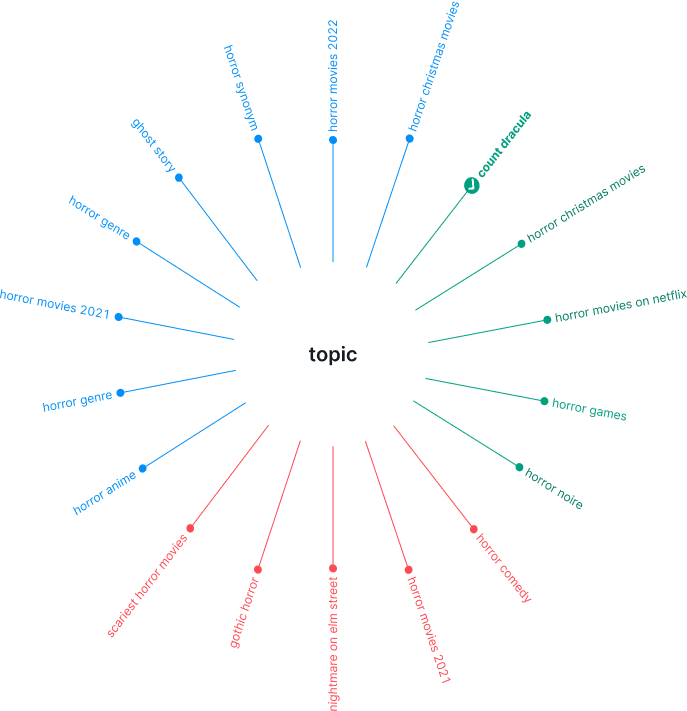 horror movies 2022
horror christmas movies
count dracula
horror christmas movies
horror movies on netflix
horror games
horror noire
horror comedy
horror movies 2021
nightmare on elm street
gothic horror
scariest horror movies
horror anime
horror genre
horror movies 2021
horror genre
ghost story
horror synonym
topic